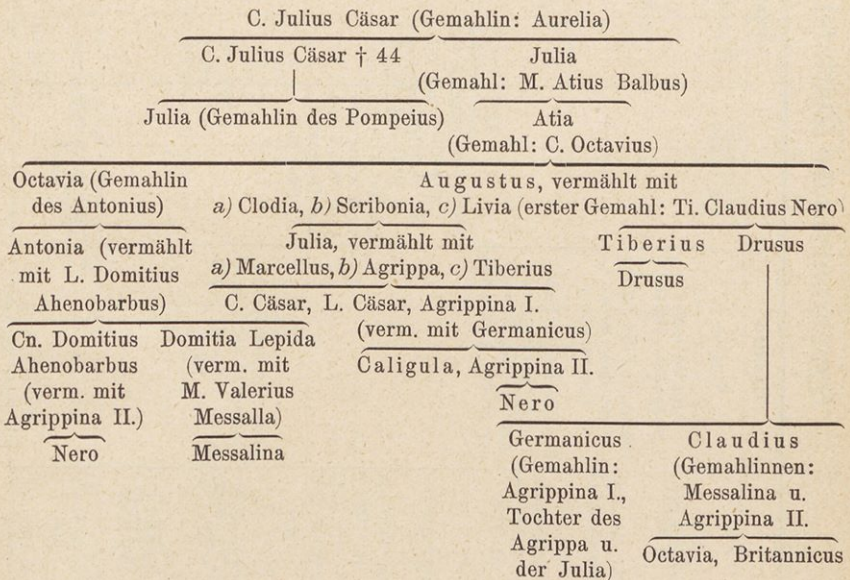 C. Julius Cäsar (Gemahlin: Aurelia)
C. Julius Cäsar † 44
Julia
(Gemahl: M. Atius Balbus)
Julia (Gemahlin des Pompeius)
Atia
(Gemahl: C. Octavius)
Octavia (Gemahlin
des Antonius)
Augustus, vermählt mit
a) Clodia, b) Scribonia, c) Livia (erster Gemahl: Ti. Claudius Nero)
Antonia (vermählt
mit L. Domitius
Ahenobarbus)
Julia, vermählt mit
a) Marcellus, b) Agrippa, c) Tiberius
Tiberius
Drusus
Drusus
C. Cäsar, L. Cäsar, Agrippina I.
(verm. mit Germanicus)
Cn. Domitius
Ahenobarbus
(verm. mit
Agrippina II.)
Domitia Lepida
(verm. mit
M. Valerius
Messalla)
Caligula, Agrippina II.
Nero
Nero
Messalina
Germanicus
(Gemahlin:
Agrippina I.,
Tochter des
Agrippa u.
der Julia)
Claudius
(Gemahlinnen:
Messalina u.
Agrippina II.
Octavia, Britannicus